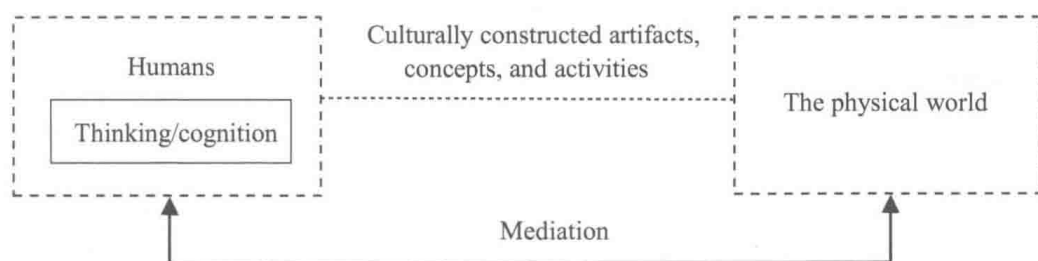 Humans
Thinking/cognition
Culturally constructed artifacts,
concepts, and activities
The physical world
Mediation